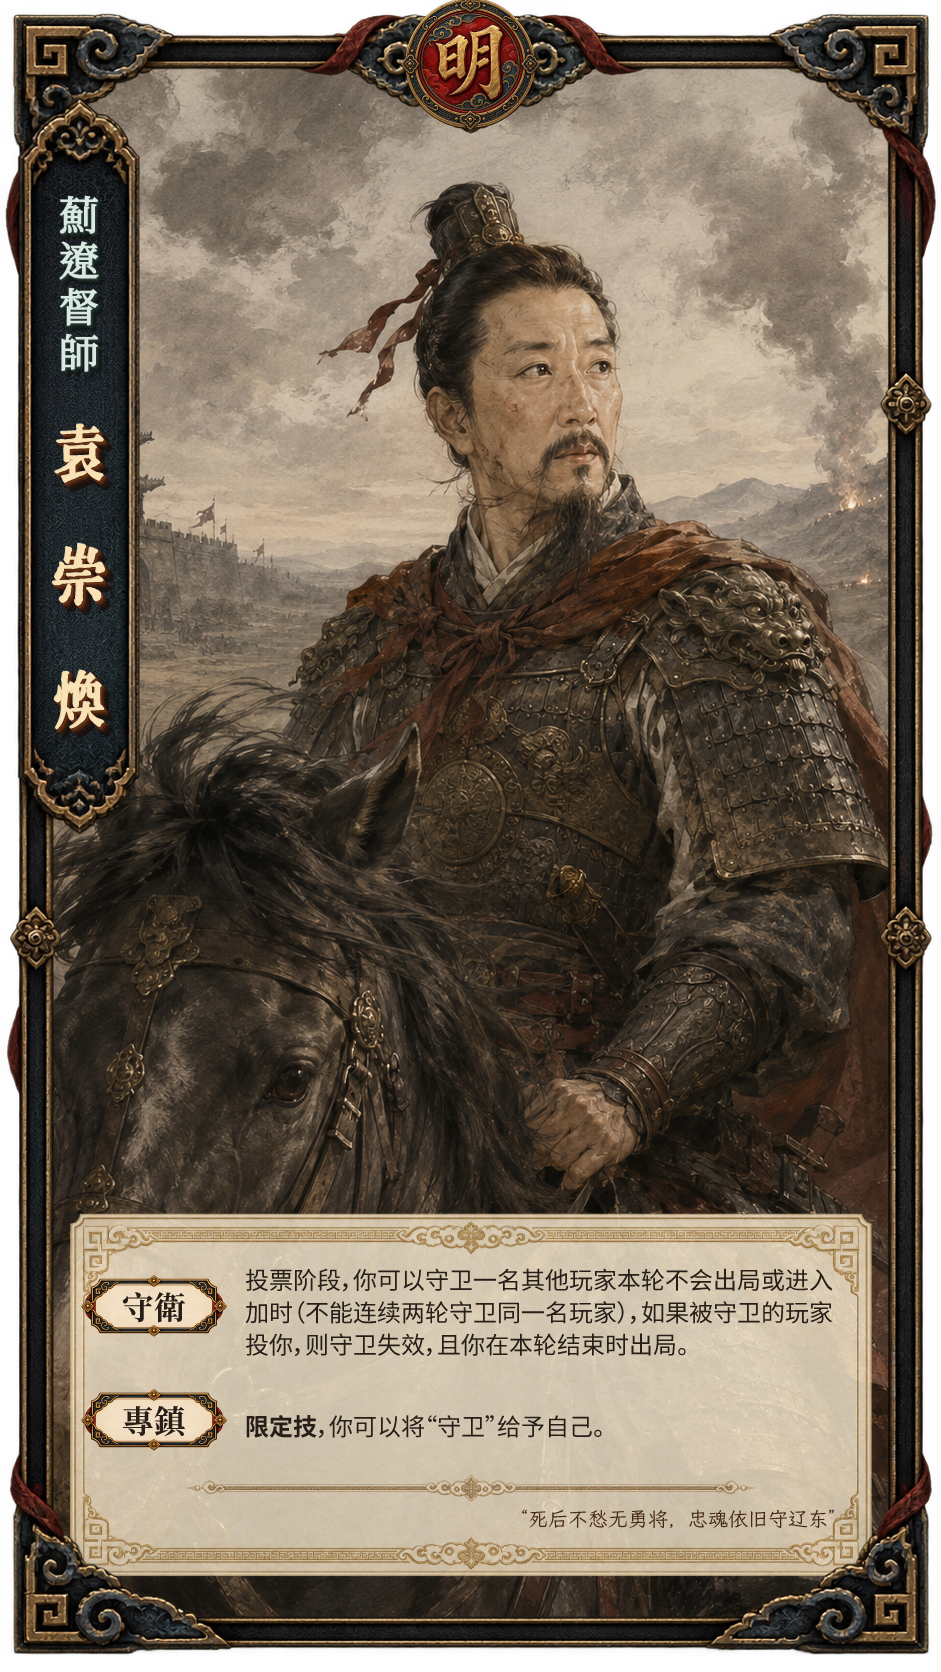 明
薊遼督師
袁崇煥
守衛
投票阶段,你可以守卫一名其他玩家本轮不会出局或进入
加时(不能连续两轮守卫同一名玩家),如果被守卫的玩家
投你,则守卫失效,且你在本轮结束时出局。
專鎮
限定技,你可以将“守卫”给予自己。
“死后不愁无勇将，忠魂依旧守辽东”